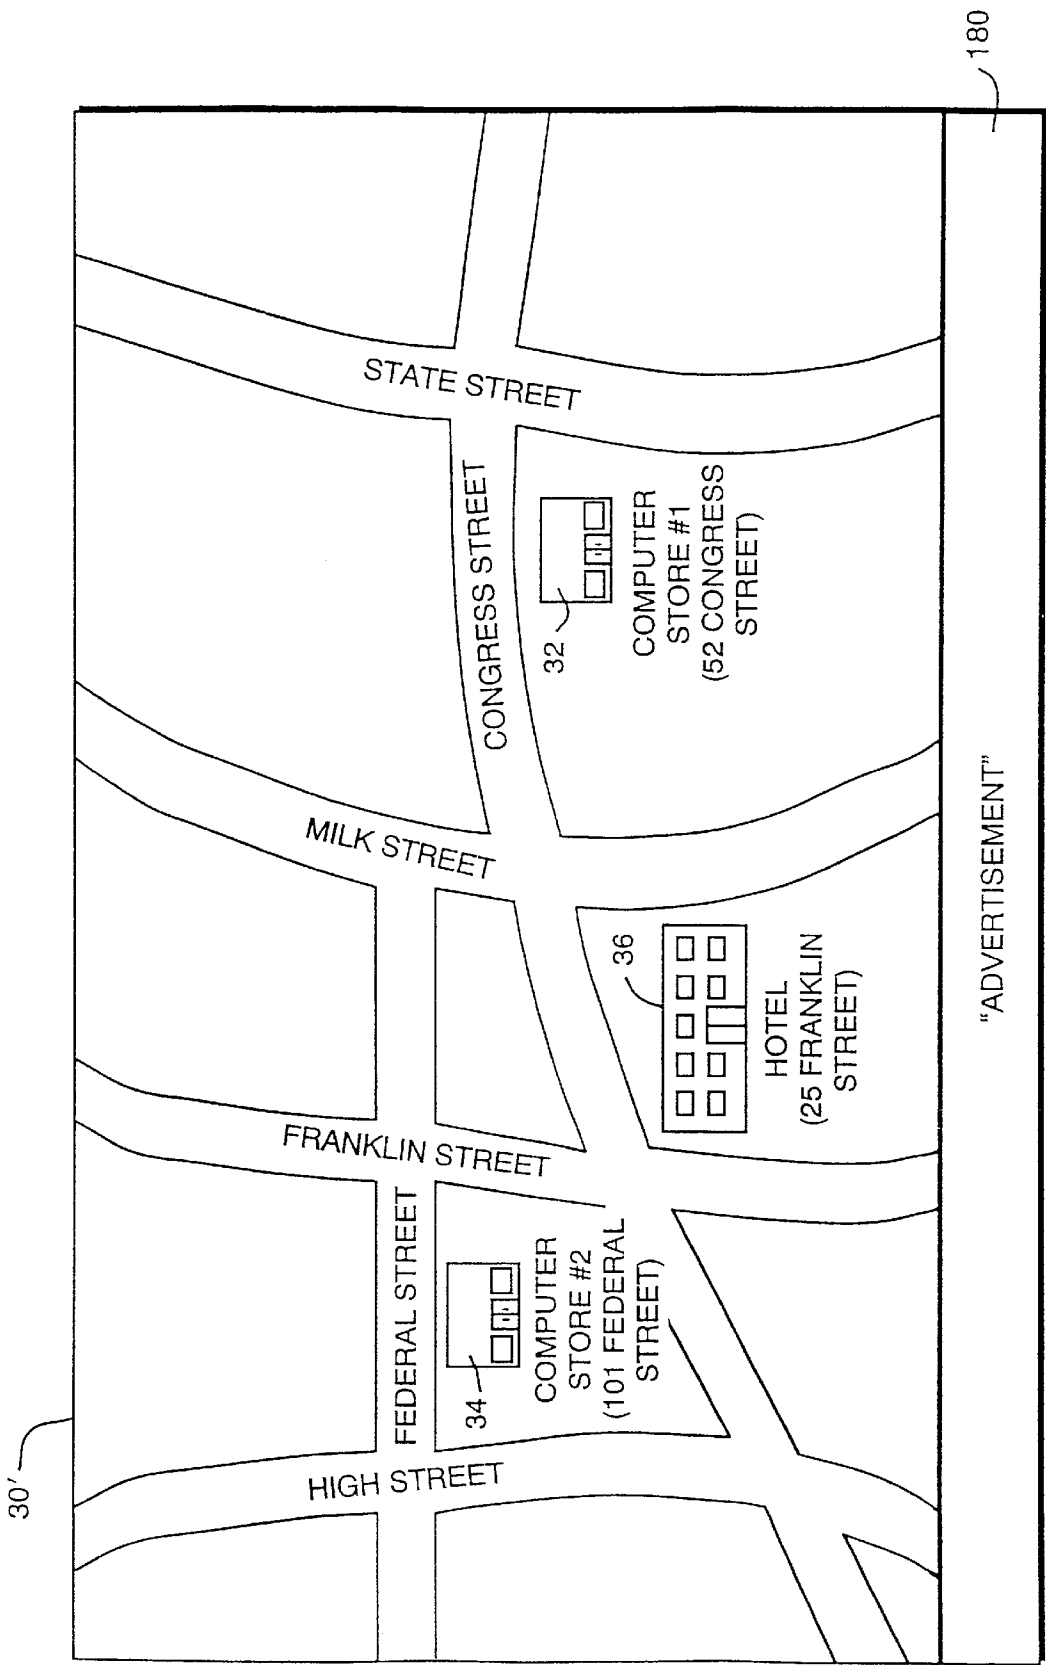 30'
HIGH STREET
FEDERAL STREET
FRANKLIN STREET
MILK STREET
CONGRESS STREET
STATE STREET
34
COMPUTER
STORE #2
(101 FEDERAL
STREET)
36
HOTEL
(25 FRANKLIN
STREET)
32
COMPUTER
STORE #1
(52 CONGRESS
STREET)
"ADVERTISEMENT"
180